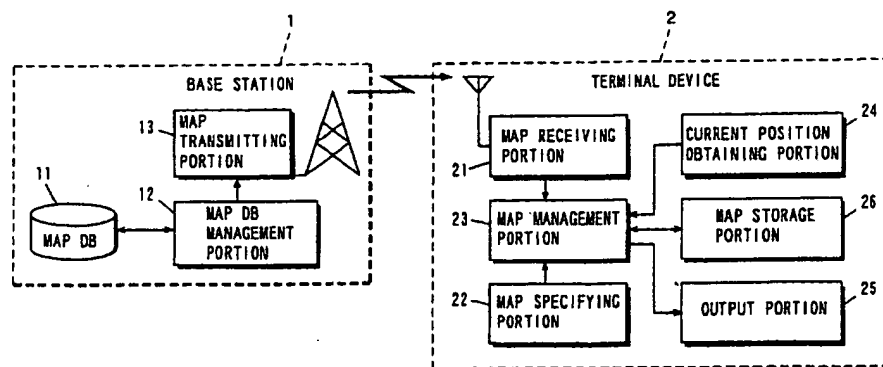 1
BASE STATION
13
MAP
TRANSMITTING
PORTION
11
MAP DB
12
MAP DB
MANAGEMENT
PORTION
2
TERMINAL DEVICE
MAP RECEIVING
PORTION
21
CURRENT POSITION
OBTAINING PORTION
24
23
MAP MANAGEMENT
PORTION
MAP STORAGE
PORTION
26
22
MAP SPECIFYING
PORTION
OUTPUT PORTION
25